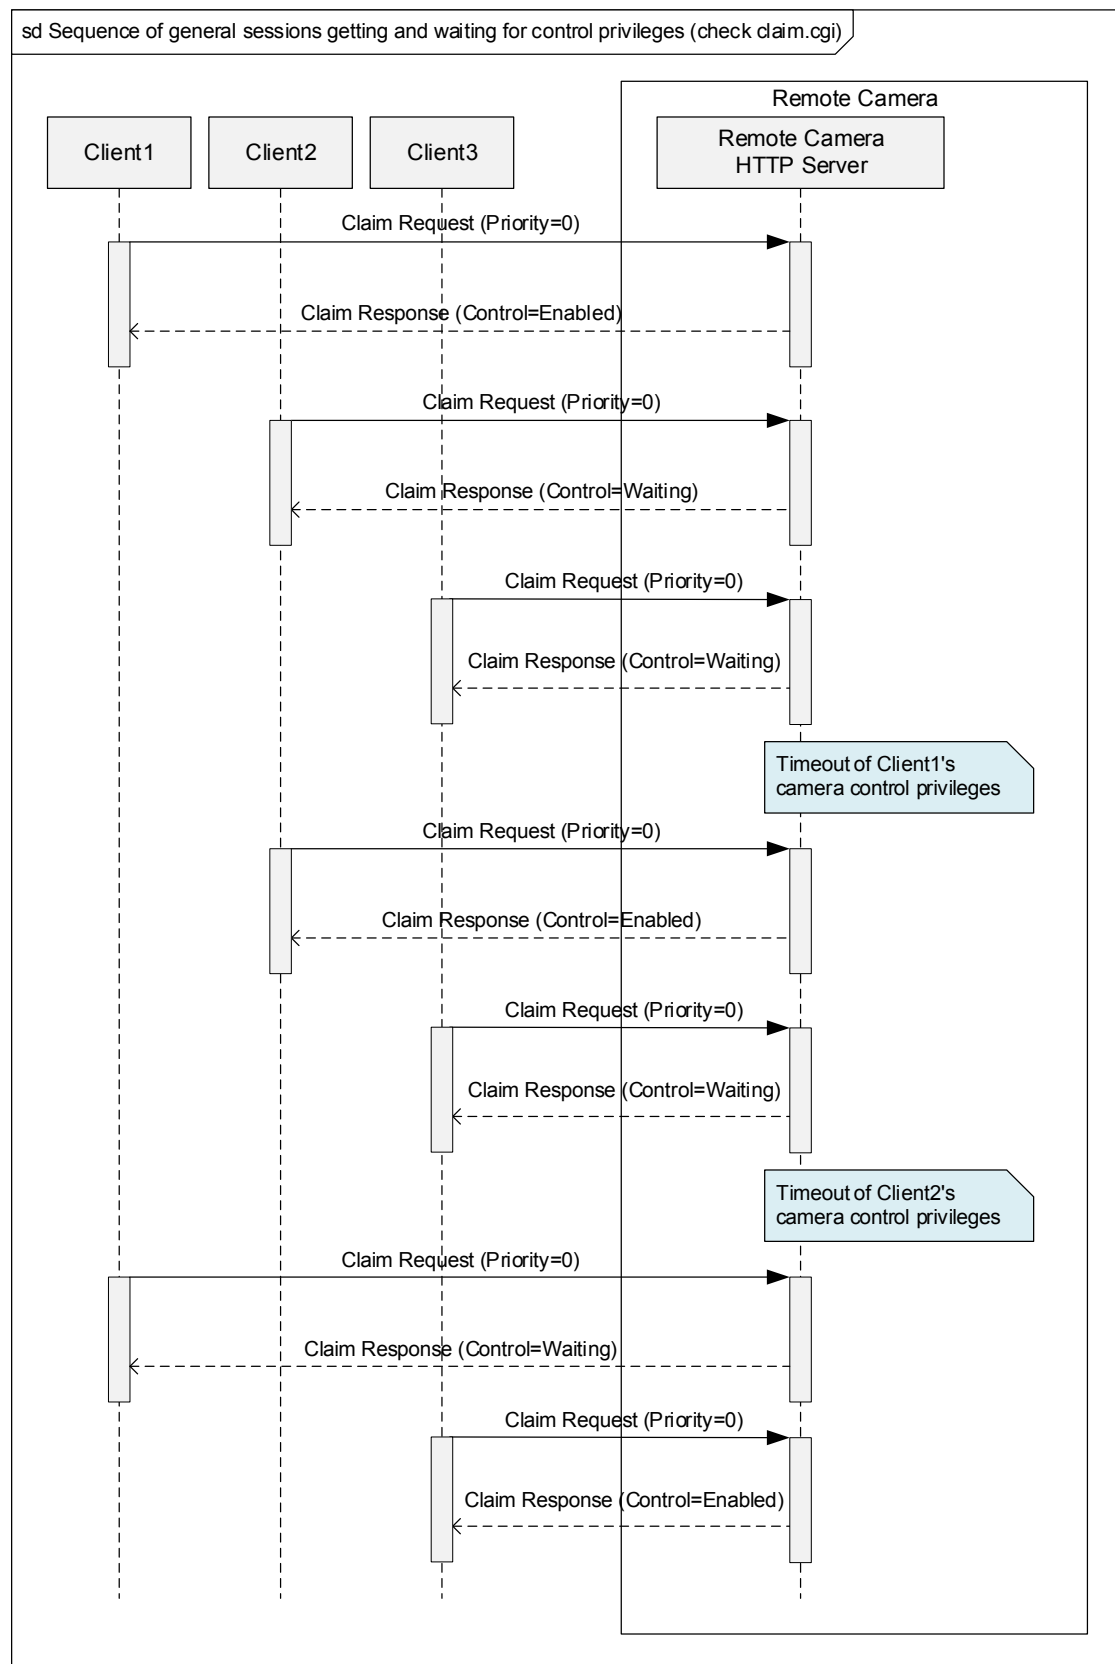 sd Sequence of general sessions getting and waiting for control privileges (check claim.cgi)
Remote Camera
Client1
Client2
Client3
Remote Camera
HTTP Server
Claim Request (Priority=0)
Claim Response (Control=Enabled)
Claim Request (Priority=0)
Claim Response (Control=Waiting)
Claim Request (Priority=0)
Claim Response (Control=Waiting)
Timeout of Client1's
camera control privileges
Claim Request (Priority=0)
Claim Response (Control=Enabled)
Claim Request (Priority=0)
Claim Response (Control=Waiting)
Timeout of Client2's
camera control privileges
Claim Request (Priority=0)
Claim Response (Control=Waiting)
Claim Request (Priority=0)
Claim Response (Control=Enabled)